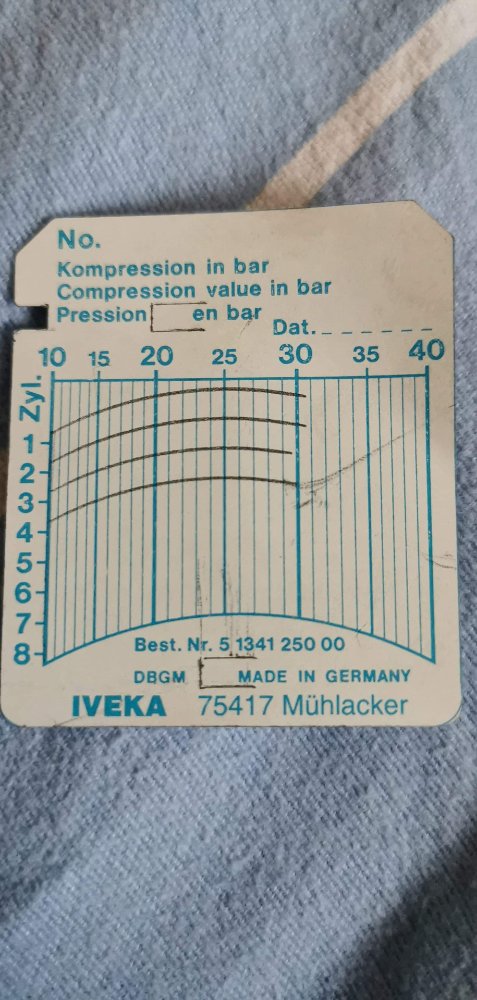 No.
Kompression in bar
Compression value in bar
Pression en bar
Dat.
10 15 20 25 30 35 40
Zyl.
1
2
3
4
5
6
7
8
Best. Nr. 5 1341 250 00
DBGM MADE IN GERMANY
IVEKA 75417 Mühlacker